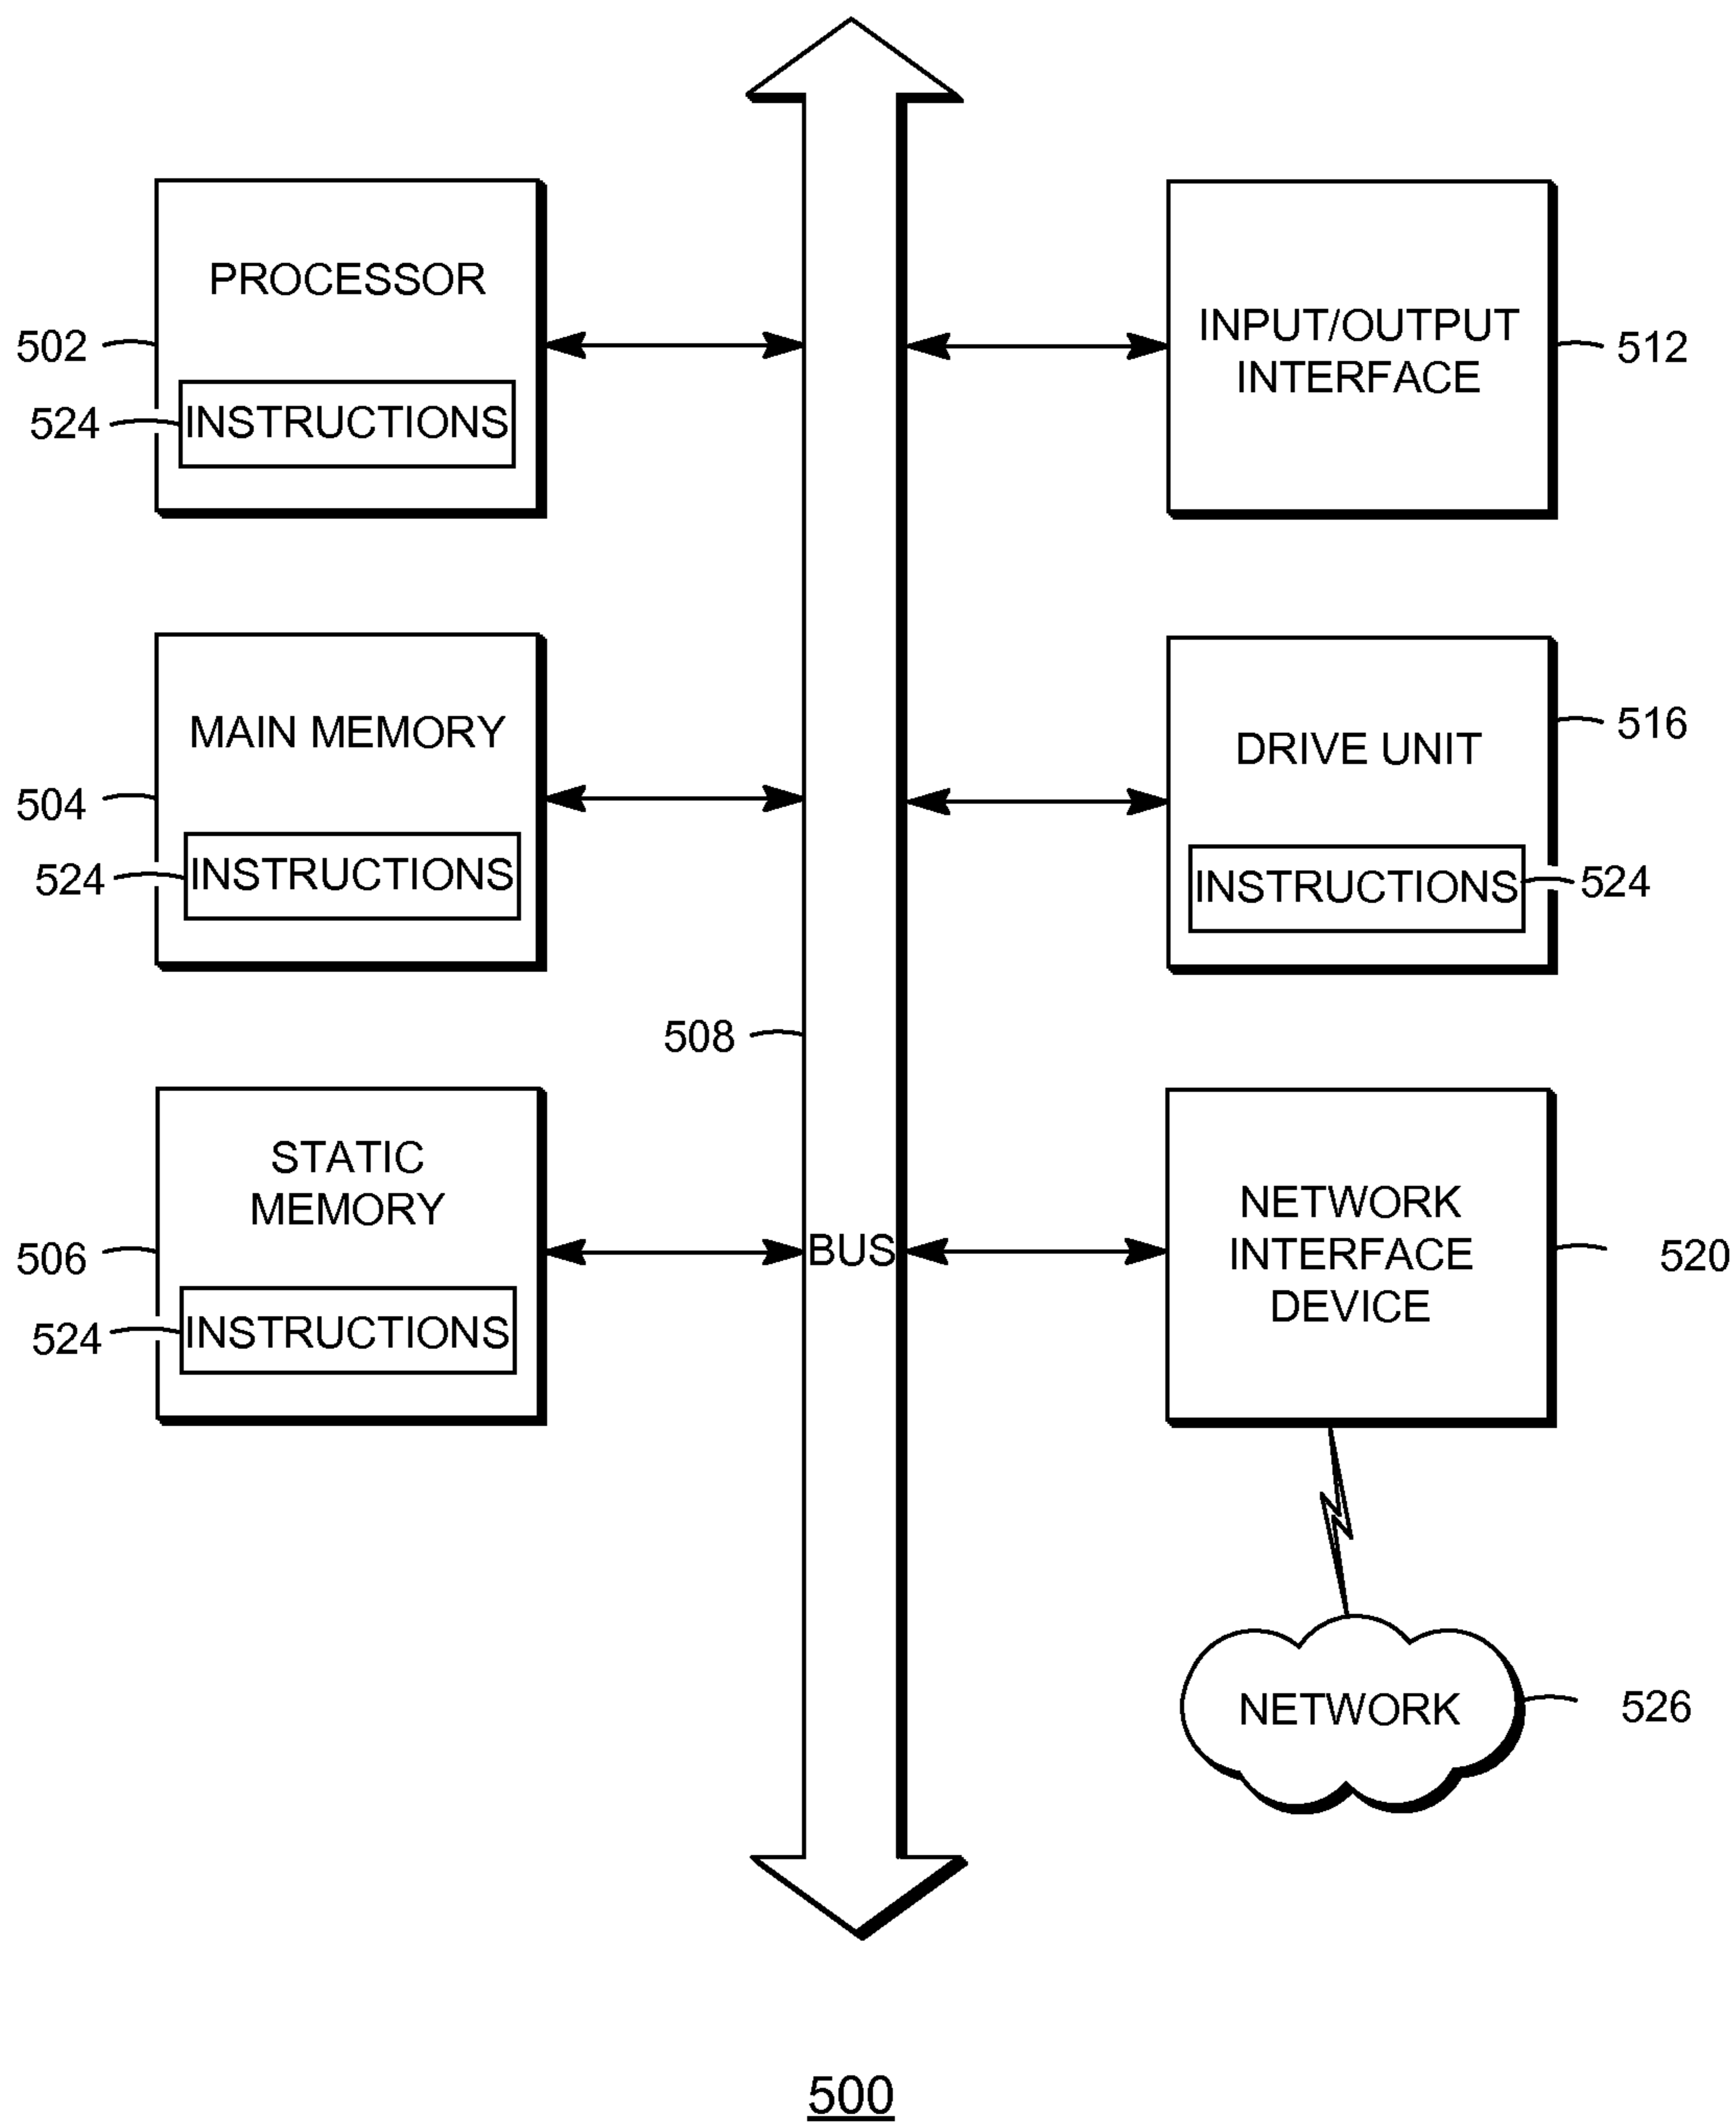 PROCESSOR
502
524
INSTRUCTIONS
INPUT/OUTPUT
INTERFACE
512
MAIN MEMORY
504
524
INSTRUCTIONS
DRIVE UNIT
516
INSTRUCTIONS
524
508
BUS
STATIC
MEMORY
506
524
INSTRUCTIONS
NETWORK
INTERFACE
DEVICE
520
NETWORK
526
500